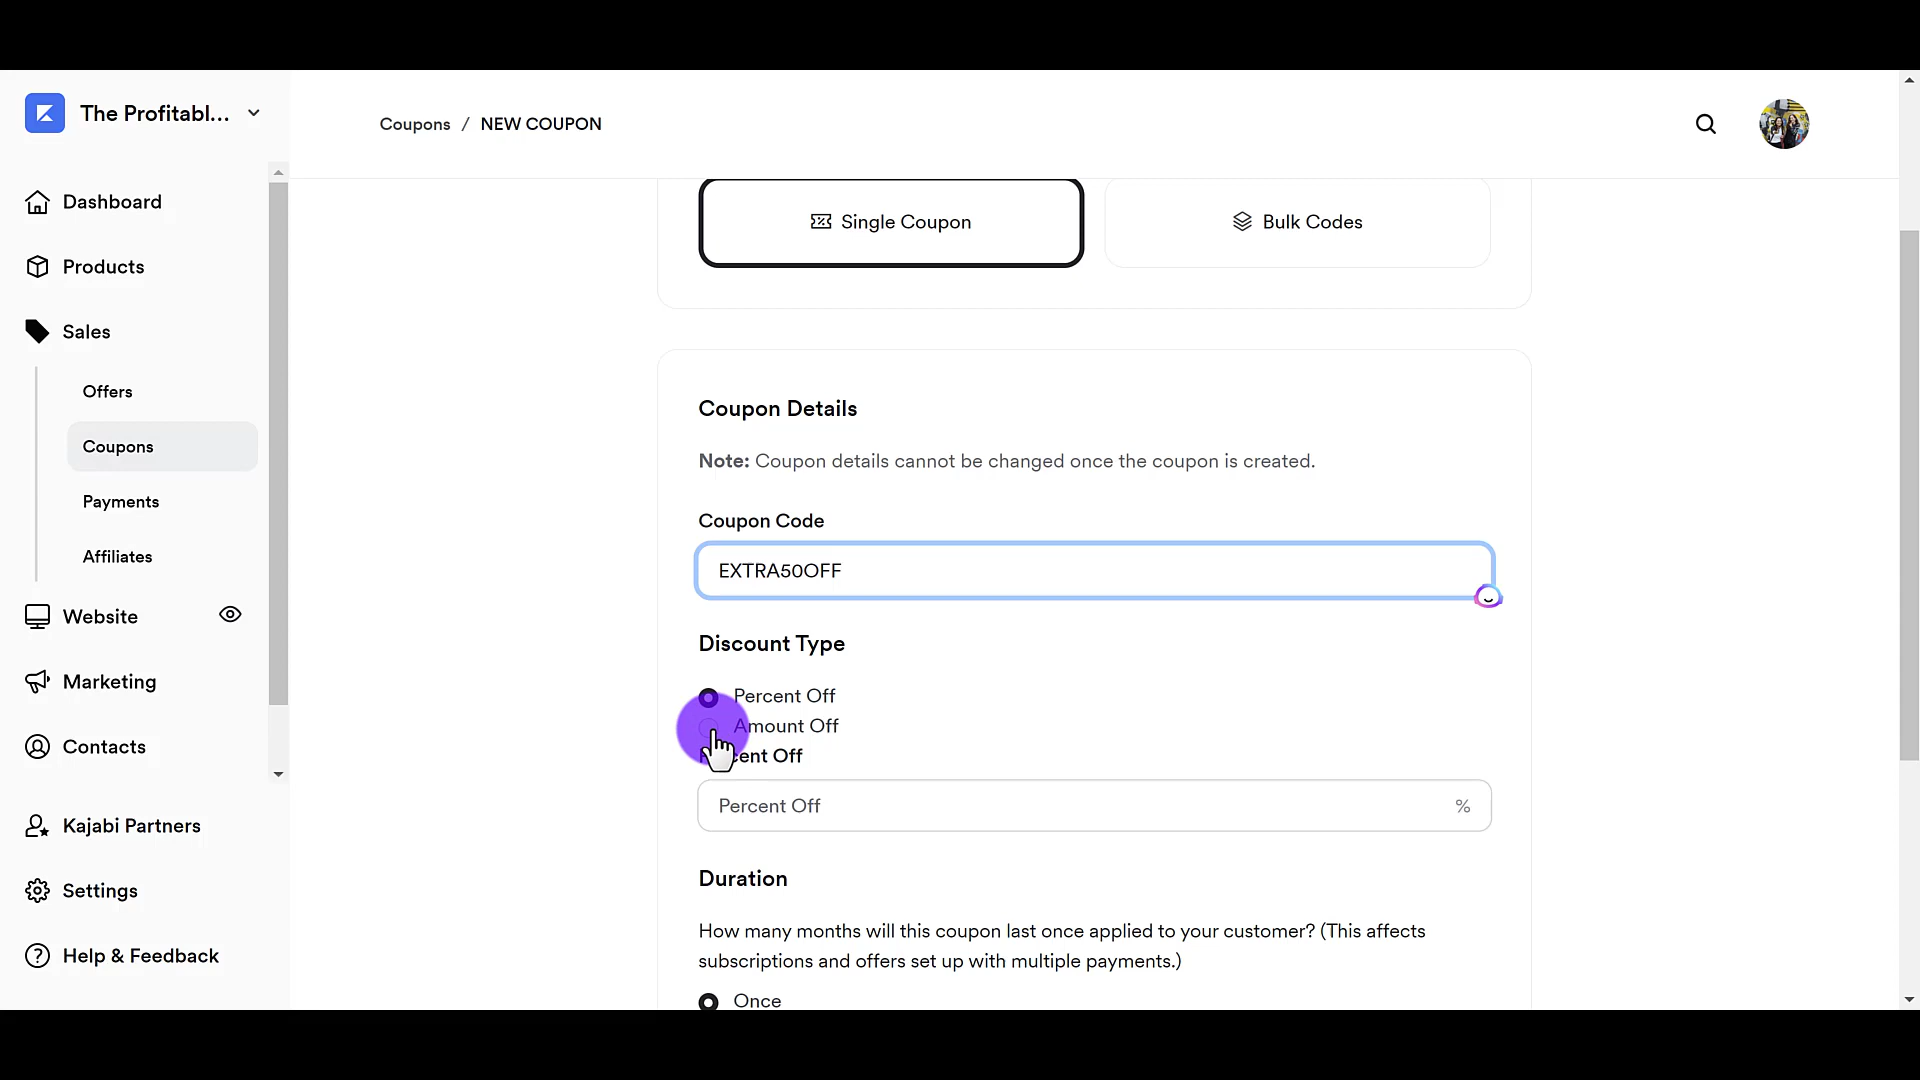 The Profitabl...
Coupons / NEW COUPON
Dashboard
Products
Sales
Offers
Coupons
Payments
Affiliates
Website
Marketing
Contacts
Kajabi Partners
Settings
Help & Feedback
Single Coupon
Bulk Codes
Coupon Details
Note: Coupon details cannot be changed once the coupon is created.
Coupon Code
EXTRA50OFF
Discount Type
Percent Off
Amount Off
Percent Off
Percent Off %
Duration
How many months will this coupon last once applied to your customer? (This affects
subscriptions and offers set up with multiple payments.)
Once